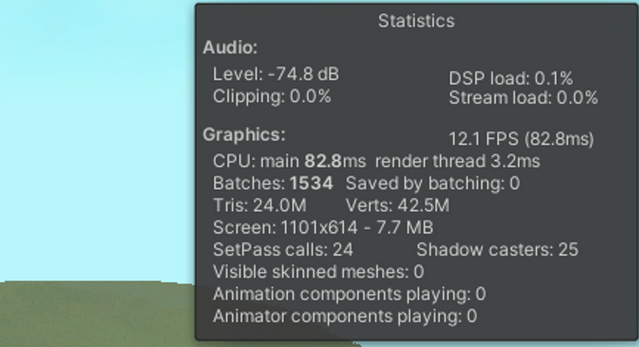 Statistics
Audio:
Level: -74.8 dB DSP load: 0.1%
Clipping: 0.0% Stream load: 0.0%
Graphics: 12.1 FPS (82.8ms)
CPU: main 82.8ms render thread 3.2ms
Batches: 1534 Saved by batching: 0
Tris: 24.0M Verts: 42.5M
Screen: 1101x614 - 7.7 MB
SetPass calls: 24 Shadow casters: 25
Visible skinned meshes: 0
Animation components playing: 0
Animator components playing: 0